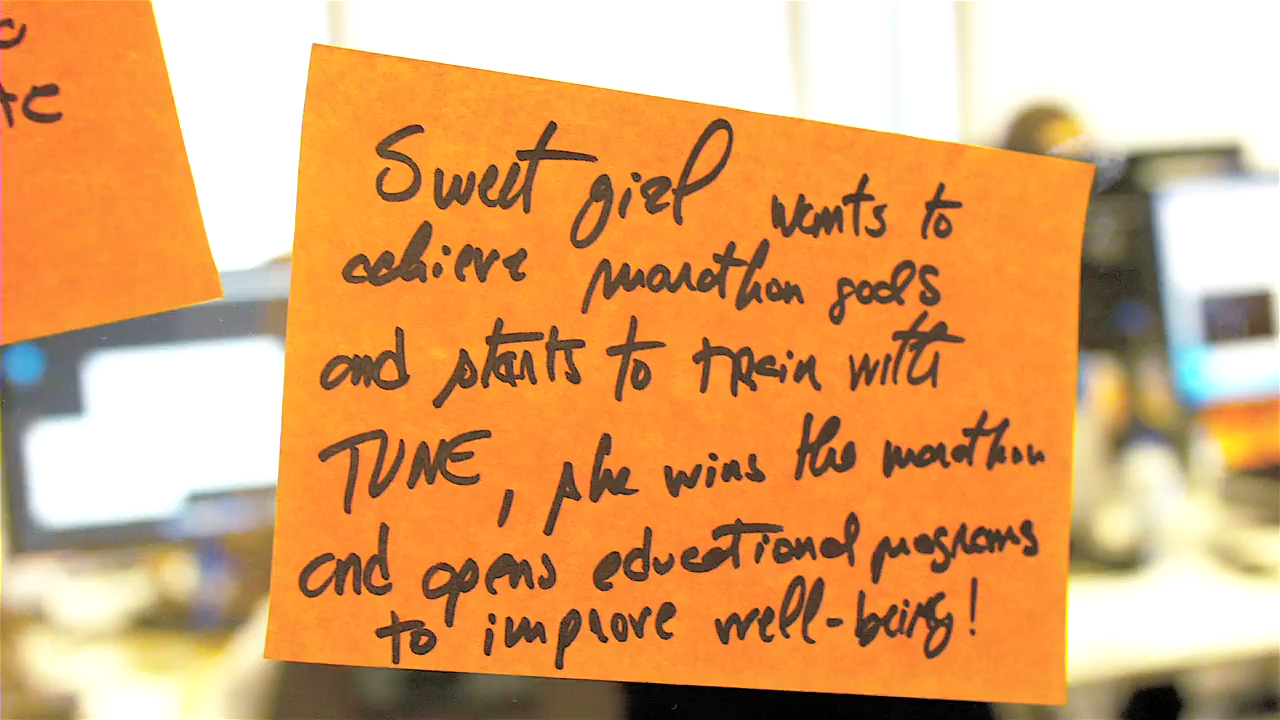 Sweet girl wants to
achieve marathon goals
and starts to train with
TUNE, she wins the marathon
and opens educational programs
to improve well-being!